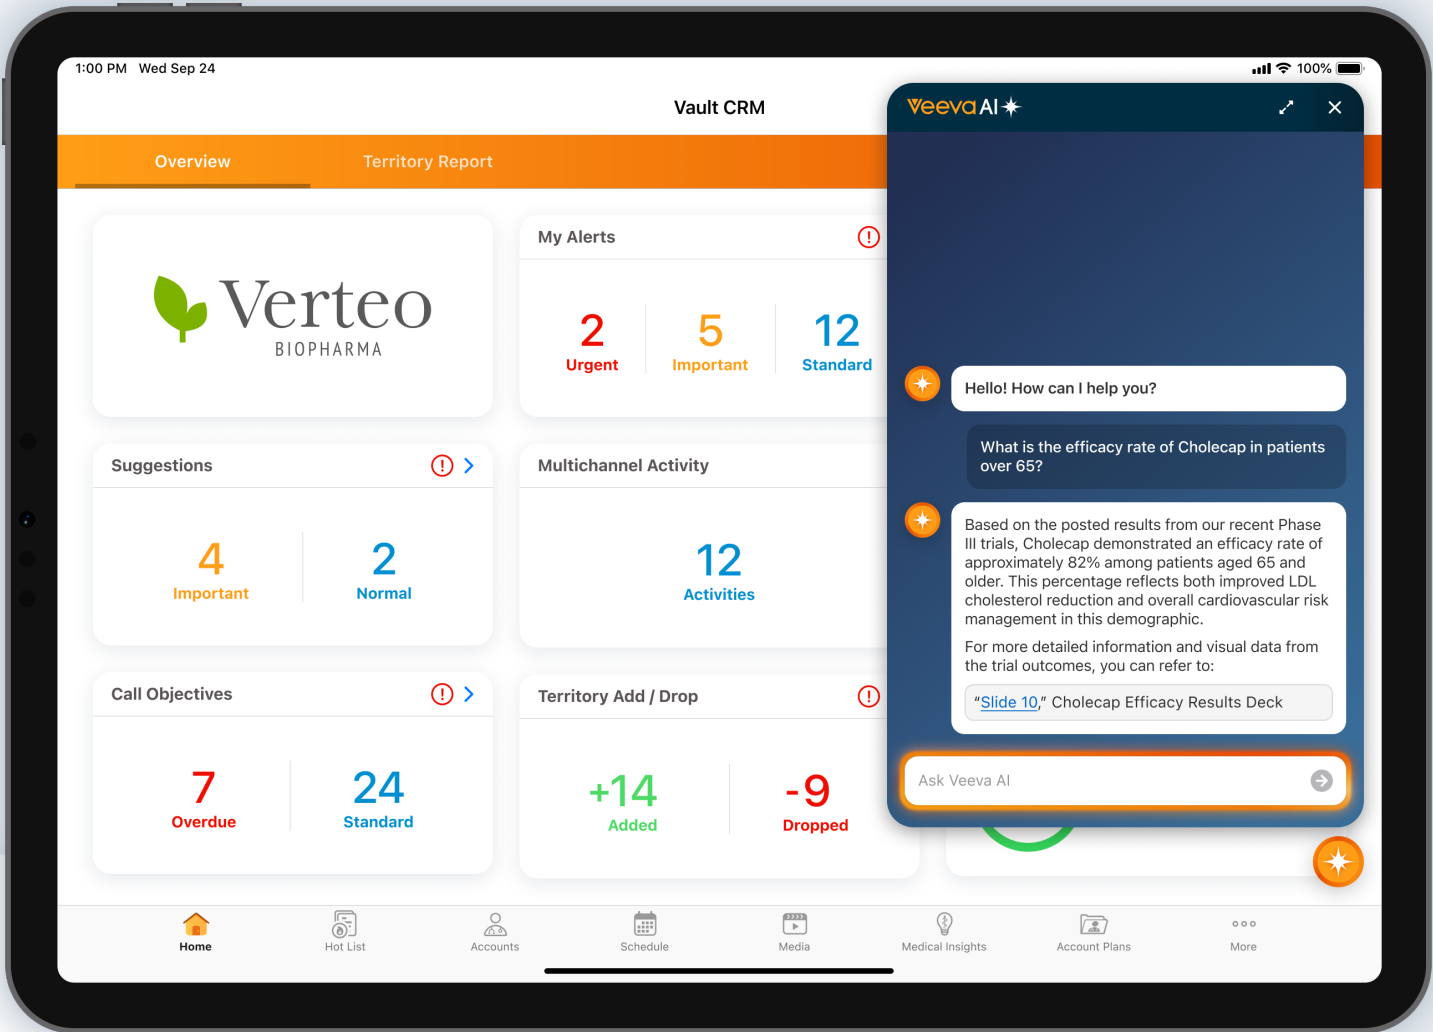 1:00 PM Wed Sep 24
100%
Vault CRM
Overview
Territory Report
Verteo
BIOPHARMA
My Alerts
2
Urgent
5
Important
12
Standard
Suggestions
4
Important
2
Normal
Multichannel Activity
12
Activities
Call Objectives
7
Overdue
24
Standard
Territory Add / Drop
+14
Added
-9
Dropped
Veeva AI
Hello! How can I help you?
What is the efficacy rate of Cholecap in patients
over 65?
Based on the posted results from our recent Phase
III trials, Cholecap demonstrated an efficacy rate of
approximately 82% among patients aged 65 and
older. This percentage reflects both improved LDL
cholesterol reduction and overall cardiovascular risk
management in this demographic.
For more detailed information and visual data from
the trial outcomes, you can refer to:
“Slide 10,” Cholecap Efficacy Results Deck
Ask Veeva AI
Home
Hot List
Accounts
Schedule
Media
Medical Insights
Account Plans
More